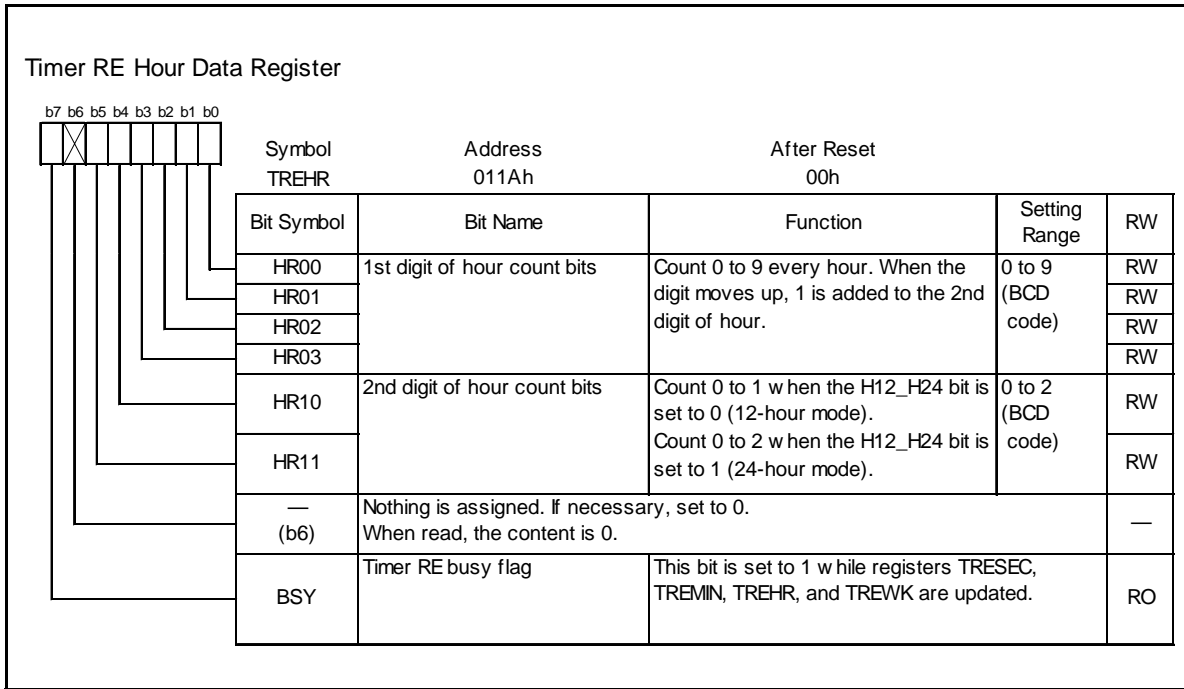 Timer RE Hour Data Register
b7 b6 b5 b4 b3 b2 b1 b0
Symbol Address After Reset
TREHR 011Ah 00h
Bit Symbol Bit Name Function Setting Range RW
HR00 1st digit of hour count bits Count 0 to 9 every hour. When the 0 to 9 RW
HR01 digit moves up, 1 is added to the 2nd (BCD RW
HR02 digit of hour. code) RW
HR03 RW
HR10 2nd digit of hour count bits Count 0 to 1 w hen the H12_H24 bit is 0 to 2 RW
set to 0 (12-hour mode). (BCD
HR11 Count 0 to 2 w hen the H12_H24 bit is code) RW
set to 1 (24-hour mode).
— Nothing is assigned. If necessary, set to 0. —
(b6) When read, the content is 0.
BSY Timer RE busy flag This bit is set to 1 w hile registers TRESEC, RO
TREMIN, TREHR, and TREWK are updated.